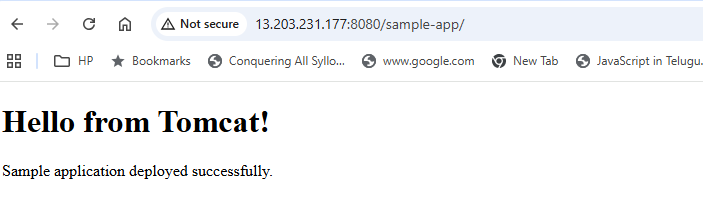 Not secure 13.203.231.177:8080/sample-app/
HP Bookmarks Conquering All Syllo... www.google.com New Tab JavaScript in Telugu.
Hello from Tomcat!
Sample application deployed successfully.